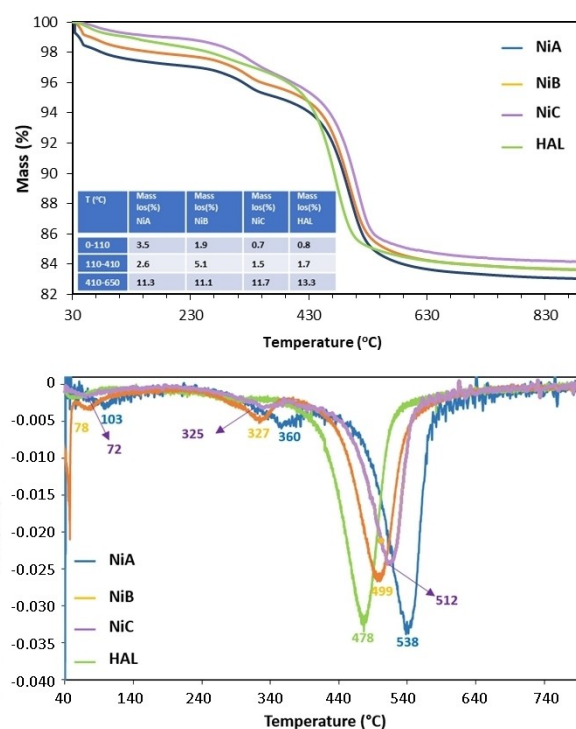 100
98
96
94
92
90
88
86
84
82
Mass (%)
NiA
NiB
NiC
HAL
T (°C) Mass los(%) NiA Mass los(%) NiB Mass los(%) NiC Mass los(%) HAL
0-110 3.5 1.9 0.7 0.8
110-410 2.6 5.1 1.5 1.7
410-650 11.3 11.1 11.7 13.3
30 230 430 630 830
Temperature (°C)
0
-0.005
-0.010
-0.015
-0.020
-0.025
-0.030
-0.035
-0.040
78
103
72
325
327
360
499
512
478
538
NiA
NiB
NiC
HAL
40 140 240 340 440 540 640 740
Temperature (°C)